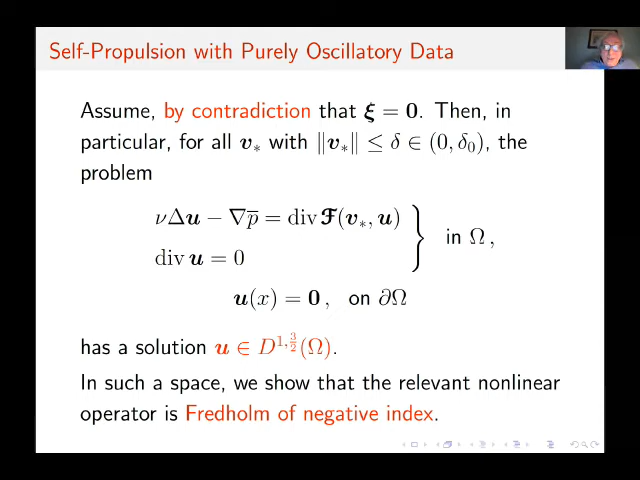 Self-Propulsion with Purely Oscillatory Data
Assume, by contradiction that ξ = 0. Then, in
particular, for all v∗ with ‖v∗‖ ≤ δ ∈ (0, δ₀), the
problem
νΔu − ∇p̅ = div F(v∗, u)
div u = 0
in Ω,
u(x) = 0, on ∂Ω
has a solution u ∈ D^{1,3/2}(Ω).
In such a space, we show that the relevant nonlinear
operator is Fredholm of negative index.